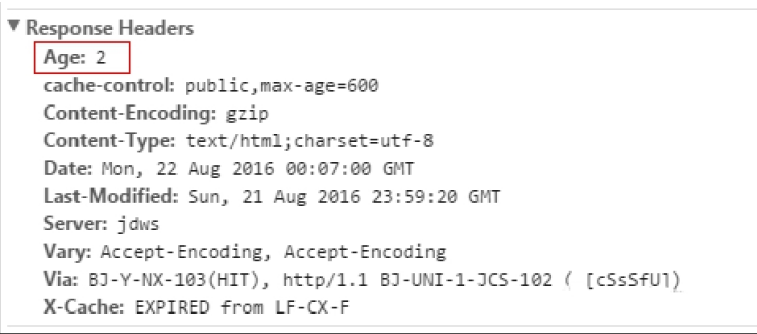 ▼ Response Headers
Age: 2
cache-control: public,max-age=600
Content-Encoding: gzip
Content-Type: text/html;charset=utf-8
Date: Mon, 22 Aug 2016 00:07:00 GMT
Last-Modified: Sun, 21 Aug 2016 23:59:20 GMT
Server: jdws
Vary: Accept-Encoding, Accept-Encoding
Via: BJ-Y-NX-103(HIT), http/1.1 BJ-UNI-1-JCS-102 ( [cSsSfU])
X-Cache: EXPIRED from LF-CX-F